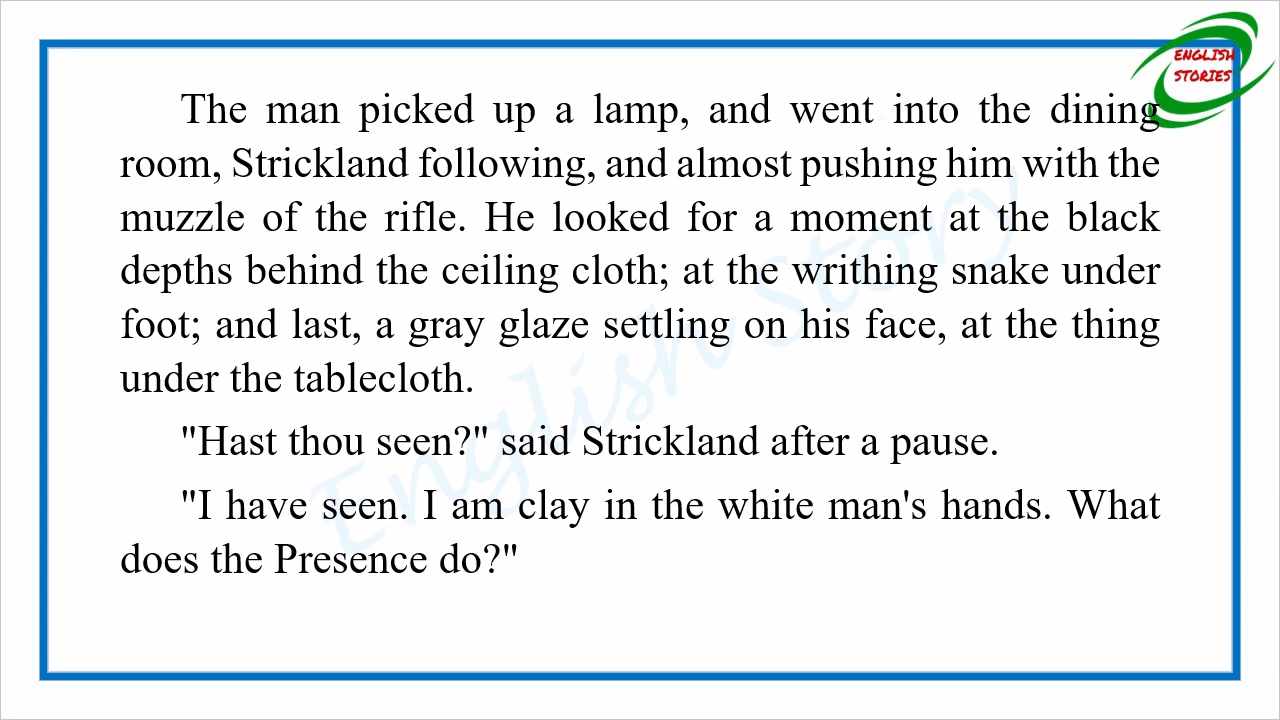 ENGLISH
STORIES
The man picked up a lamp, and went into the dining
room, Strickland following, and almost pushing him with the
muzzle of the rifle. He looked for a moment at the black
depths behind the ceiling cloth; at the writhing snake under
foot; and last, a gray glaze settling on his face, at the thing
under the tablecloth.
"Hast thou seen?" said Strickland after a pause.
"I have seen. I am clay in the white man's hands. What
does the Presence do?"
English Story